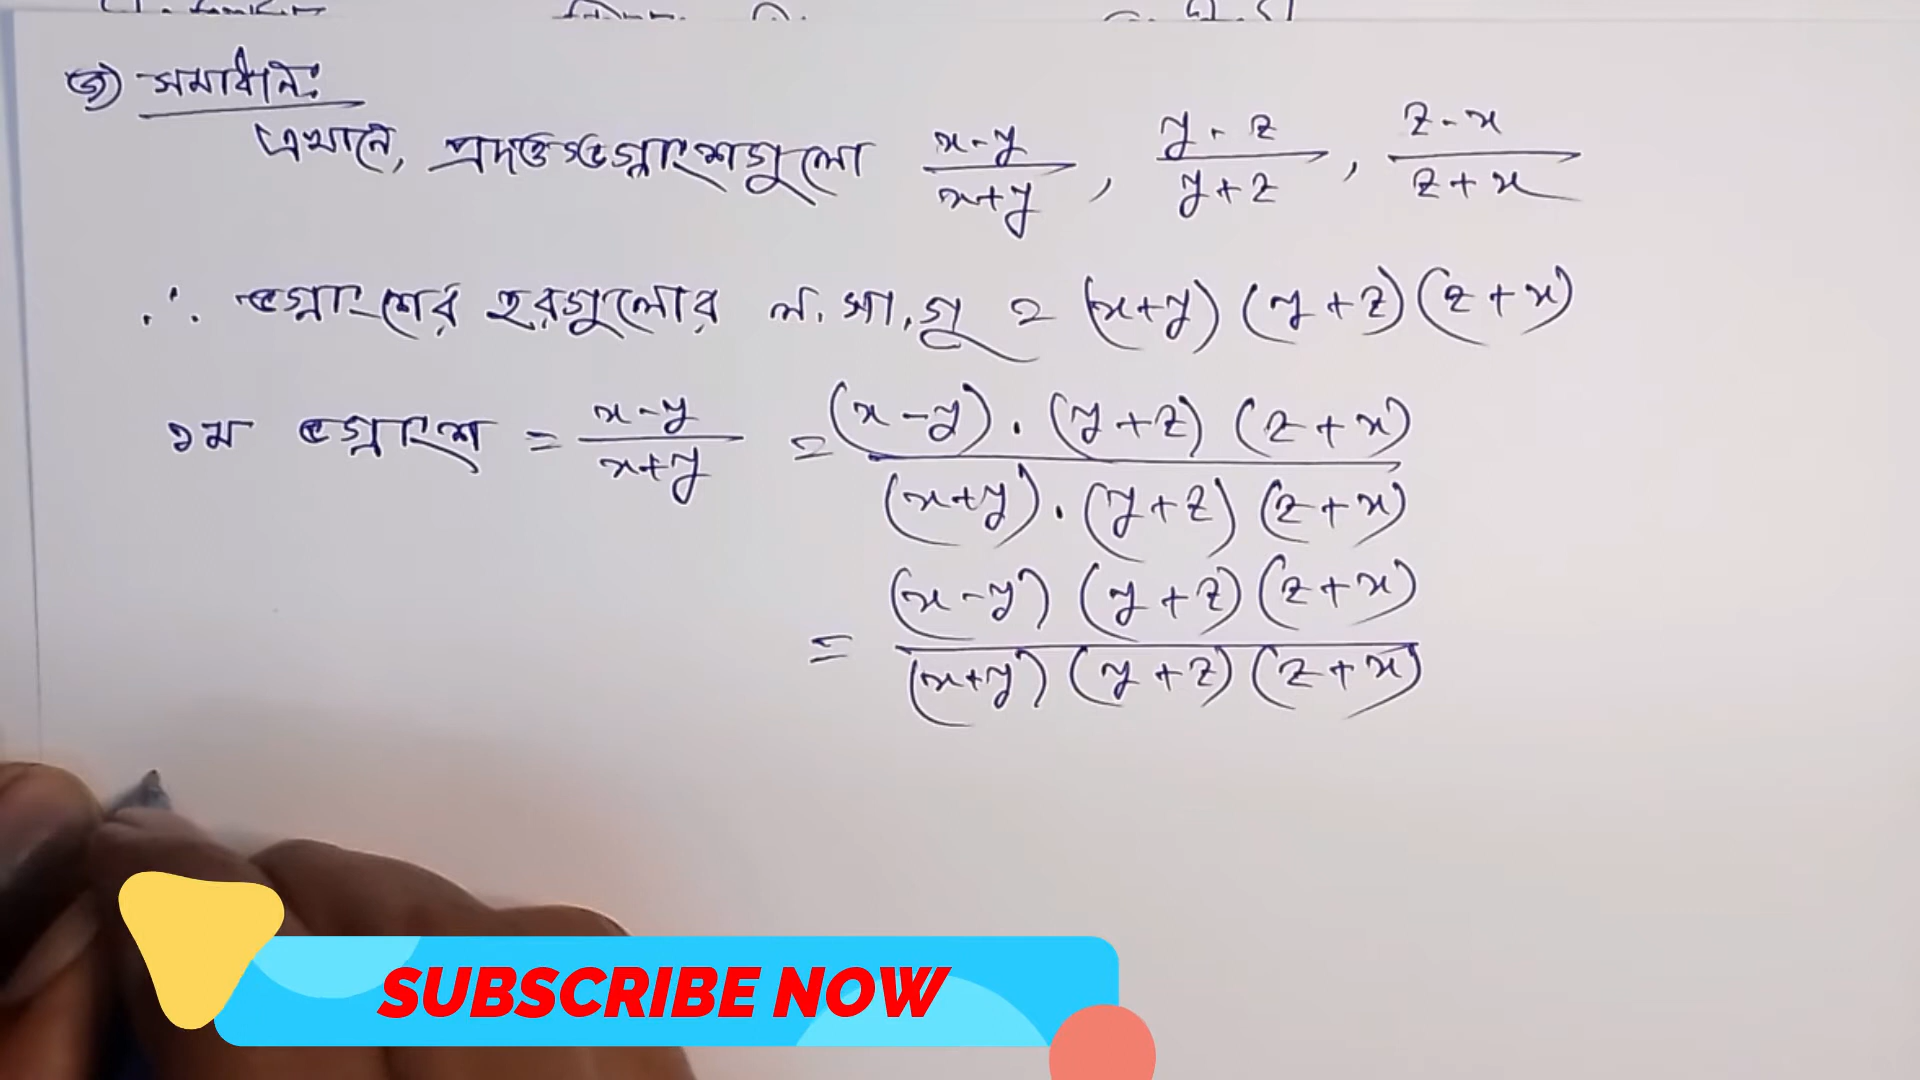 জ) সমাধান:
এখানে, প্রদত্ত ভগ্নাংশগুলো (x-y)/(x+y), (y-z)/(y+z), (z-x)/(z+x)
∴ ভগ্নাংশের হরগুলোর ল.সা.গু = (x+y)(y+z)(z+x)
১ম ভগ্নাংশ = (x-y)/(x+y) = (x-y).(y+z)(z+x)/(x+y).(y+z)(z+x)
= (x-y)(y+z)(z+x)/(x+y)(y+z)(z+x)
SUBSCRIBE NOW